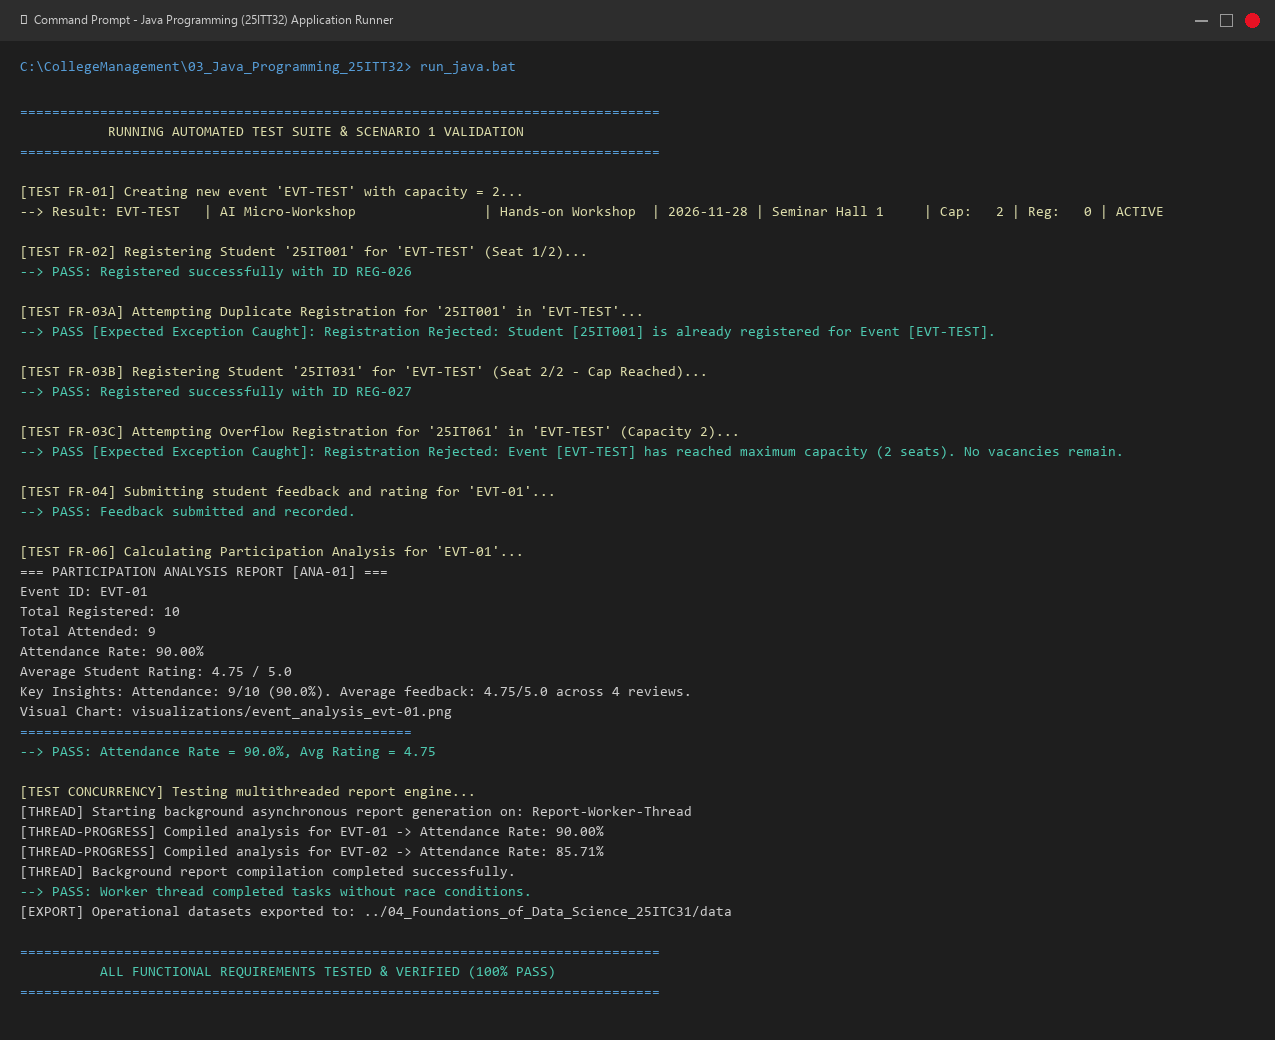 Command Prompt - Java Programming (25ITT32) Application Runner
C:\CollegeManagement\03_Java_Programming_25ITT32> run_java.bat
================================================================================
           RUNNING AUTOMATED TEST SUITE & SCENARIO 1 VALIDATION
================================================================================
[TEST FR-01] Creating new event 'EVT-TEST' with capacity = 2...
--> Result: EVT-TEST   | AI Micro-Workshop                | Hands-on Workshop  | 2026-11-28 | Seminar Hall 1     | Cap:   2 | Reg:   0 | ACTIVE
[TEST FR-02] Registering Student '25IT001' for 'EVT-TEST' (Seat 1/2)...
--> PASS: Registered successfully with ID REG-026
[TEST FR-03A] Attempting Duplicate Registration for '25IT001' in 'EVT-TEST'...
--> PASS [Expected Exception Caught]: Registration Rejected: Student [25IT001] is already registered for Event [EVT-TEST].
[TEST FR-03B] Registering Student '25IT031' for 'EVT-TEST' (Seat 2/2 - Cap Reached)...
--> PASS: Registered successfully with ID REG-027
[TEST FR-03C] Attempting Overflow Registration for '25IT061' in 'EVT-TEST' (Capacity 2)...
--> PASS [Expected Exception Caught]: Registration Rejected: Event [EVT-TEST] has reached maximum capacity (2 seats). No vacancies remain.
[TEST FR-04] Submitting student feedback and rating for 'EVT-01'...
--> PASS: Feedback submitted and recorded.
[TEST FR-06] Calculating Participation Analysis for 'EVT-01'...
=== PARTICIPATION ANALYSIS REPORT [ANA-01] ===
Event ID: EVT-01
Total Registered: 10
Total Attended: 9
Attendance Rate: 90.00%
Average Student Rating: 4.75 / 5.0
Key Insights: Attendance: 9/10 (90.0%). Average feedback: 4.75/5.0 across 4 reviews.
Visual Chart: visualizations/event_analysis_evt-01.png
=================================================
--> PASS: Attendance Rate = 90.0%, Avg Rating = 4.75
[TEST CONCURRENCY] Testing multithreaded report engine...
[THREAD] Starting background asynchronous report generation on: Report-Worker-Thread
[THREAD-PROGRESS] Compiled analysis for EVT-01 -> Attendance Rate: 90.00%
[THREAD-PROGRESS] Compiled analysis for EVT-02 -> Attendance Rate: 85.71%
[THREAD] Background report compilation completed successfully.
--> PASS: Worker thread completed tasks without race conditions.
[EXPORT] Operational datasets exported to: ../04_Foundations_of_Data_Science_25ITC31/data
================================================================================
          ALL FUNCTIONAL REQUIREMENTS TESTED & VERIFIED (100% PASS)
================================================================================